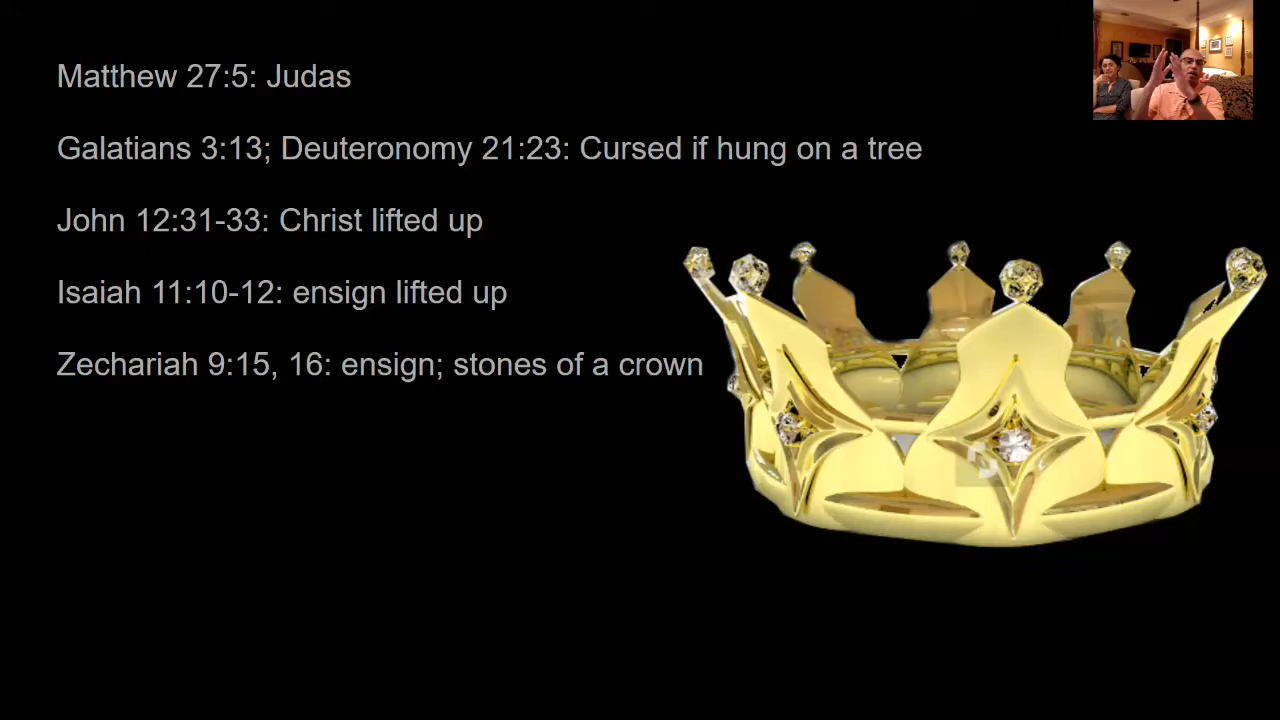 Matthew 27:5: Judas
Galatians 3:13; Deuteronomy 21:23: Cursed if hung on a tree
John 12:31-33: Christ lifted up
Isaiah 11:10-12: ensign lifted up
Zechariah 9:15, 16: ensign; stones of a crown